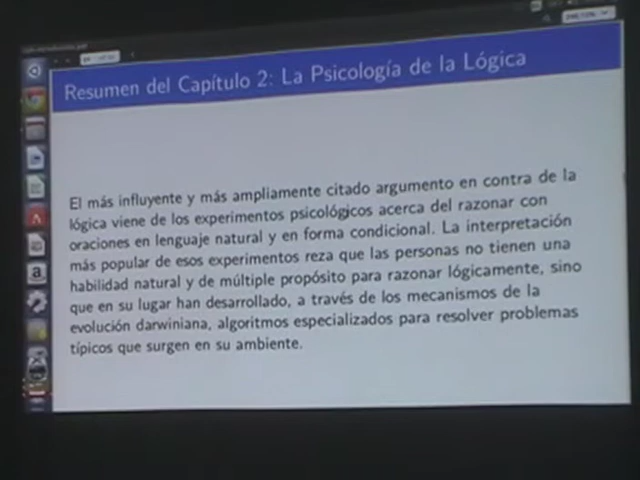 Resumen del Capítulo 2: La Psicología de la Lógica
El más influyente y más ampliamente citado argumento en contra de la
lógica viene de los experimentos psicológicos acerca del razonar con
oraciones en lenguaje natural y en forma condicional. La interpretación
más popular de esos experimentos reza que las personas no tienen una
habilidad natural y de múltiple propósito para razonar lógicamente, sino
que en su lugar han desarrollado, a través de los mecanismos de la
evolución darwiniana, algoritmos especializados para resolver problemas
típicos que surgen en su ambiente.